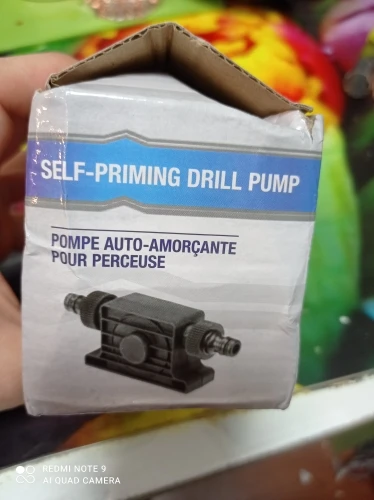 SELF-PRIMING DRILL PUMP
POMPE AUTO-AMORÇANTE
POUR PERCEUSE
REDMI NOTE 9
AI QUAD CAMERA